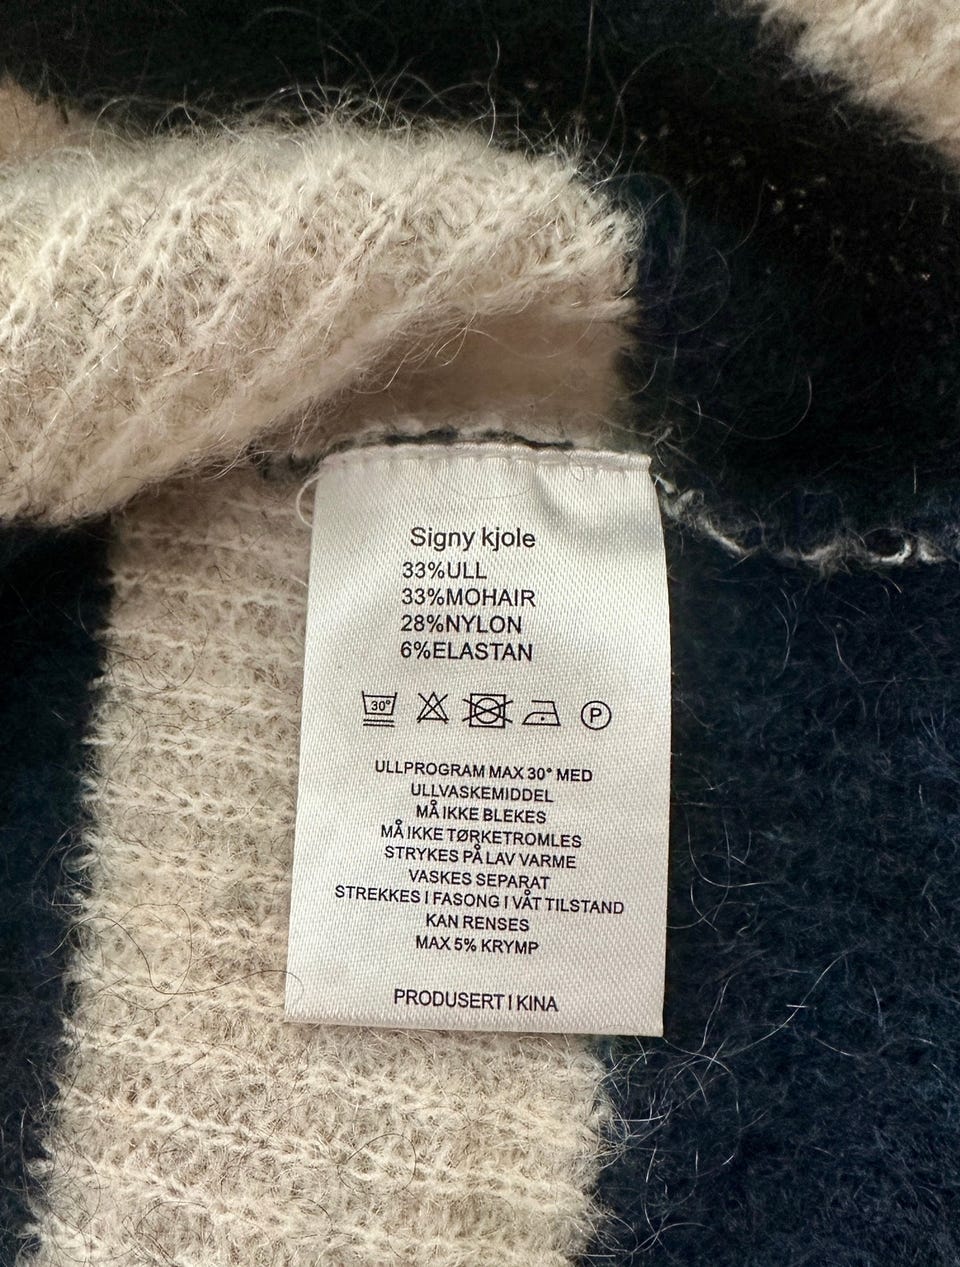 Signy kjole
33%ULL
33%MOHAIR
28%NYLON
6%ELASTAN
30° P
ULLPROGRAM MAX 30° MED
ULLVASKEMIDDEL
MÅ IKKE BLEKES
MÅ IKKE TØRKETROMLES
STRYKES PÅ LAV VARME
VASKES SEPARAT
STREKKES I FASONG I VÅT TILSTAND
KAN RENSES
MAX 5% KRYMP
PRODUSERT I KINA